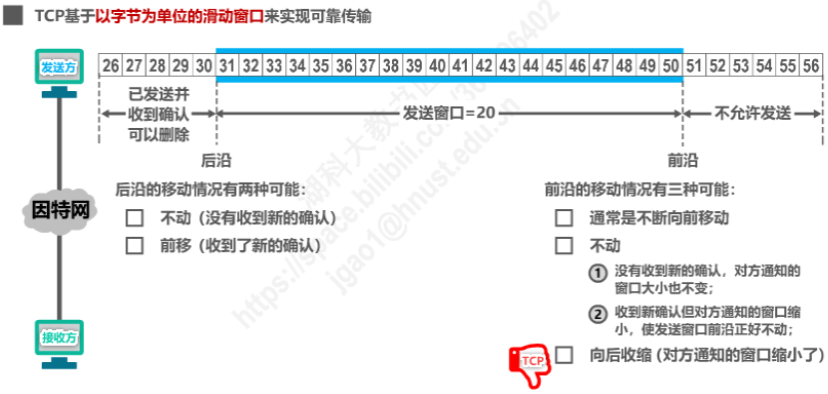 TCP基于以字节为单位的滑动窗口来实现可靠传输
发送方
26 27 28 29 30 31 32 33 34 35 36 37 38 39 40 41 42 43 44 45 46 47 48 49 50 51 52 53 54 55 56
已发送并
收到确认
可以删除
发送窗口=20
不允许发送
后沿
前沿
后沿的移动情况有两种可能：
不动（没有收到新的确认）
前移（收到了新的确认）
前沿的移动情况有三种可能：
通常是不断向前移动
不动
① 没有收到新的确认，对方通知的
窗口大小也不变；
② 收到新确认但对方通知的窗口缩
小，使发送窗口前沿正好不动；
TCP
向后收缩（对方通知的窗口缩小了）
因特网
接收方
湖科大教书匠
jgao1@hnust.edu.cn